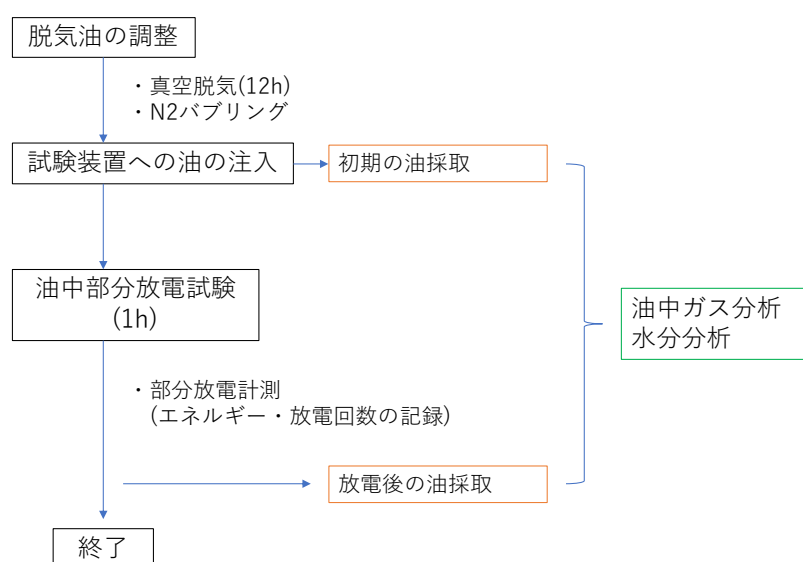 脱気油の調整
・真空脱気(12h)
・N2バブリング
試験装置への油の注入
初期の油採取
油中部分放電試験
(1h)
油中ガス分析
水分分析
・部分放電計測
(エネルギー・放電回数の記録)
放電後の油採取
終了